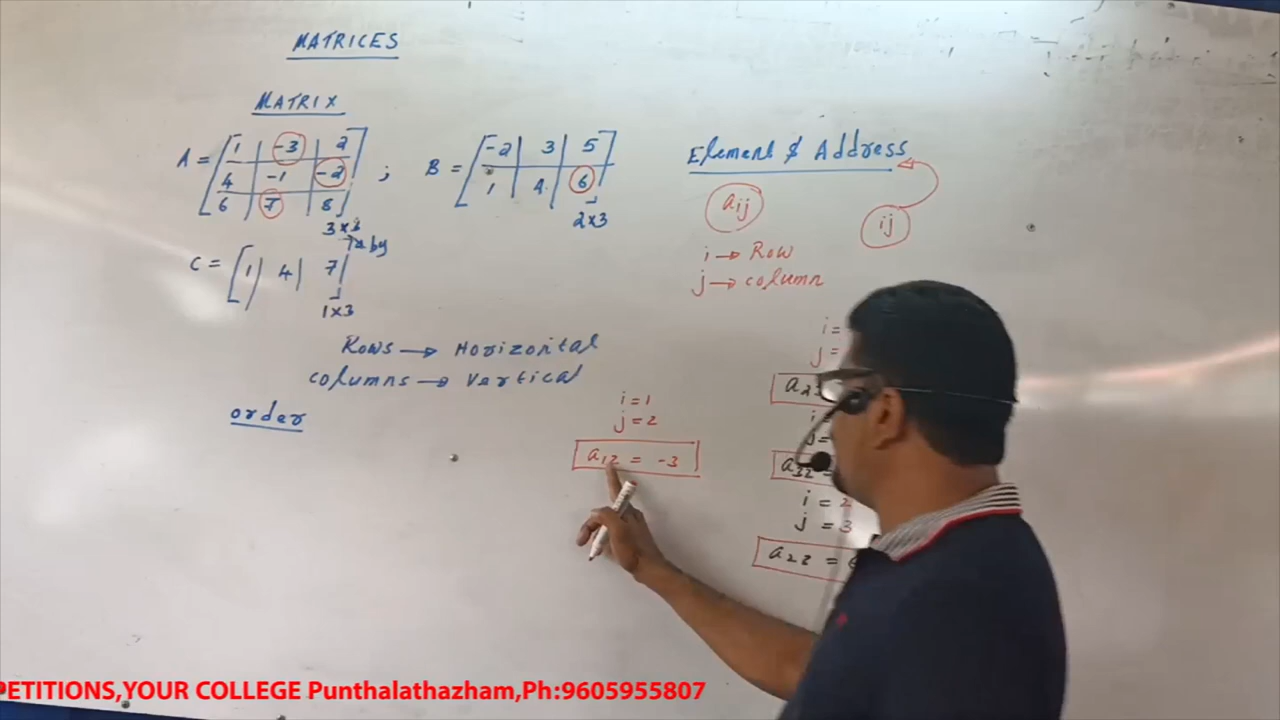 MATRICES
MATRIX
A = [1 -3 2
4 -1 -2
6 7 8] 3x3 ;
by
B = [-2 3 5
1 4 6] 2x3
C = [1 4 7] 1x3
Rows → Horizontal
columns → Vertical
order
Element & Address
aij
ij
i → Row
j → column
i = 1
j = 2
a12 = -3
i =
j =
a23
a32 =
i = 2
j = 3
PETITIONS,YOUR COLLEGE Punthalathazham,Ph:9605955807